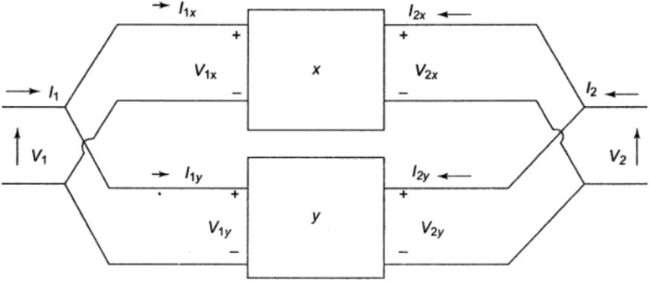 I1x I2x
+ +
V1x x V2x
− −
I1 I2
V1 V2
I1y I2y
+ +
V1y y V2y
− −